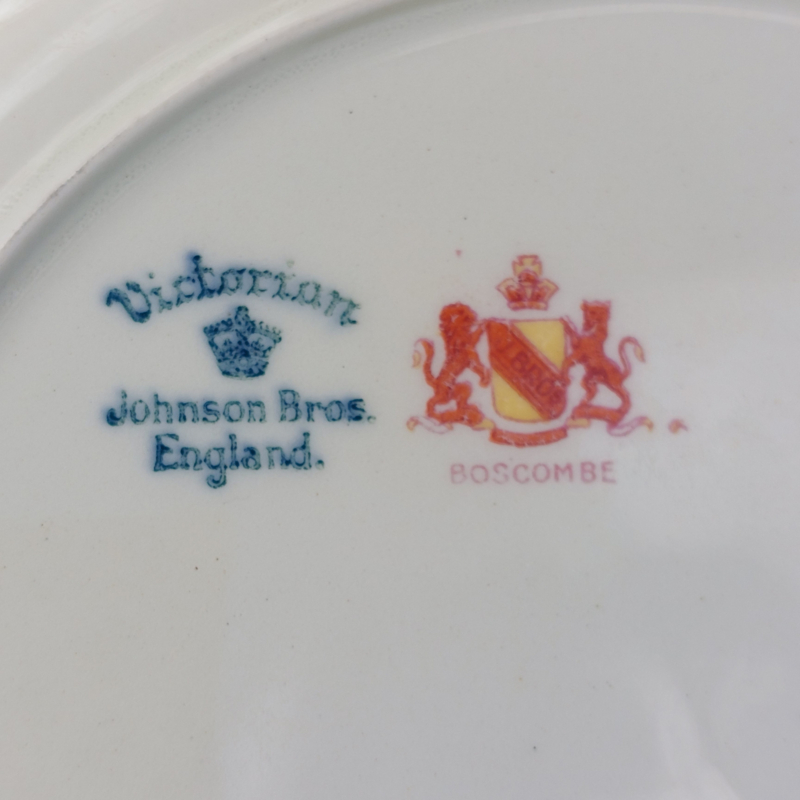 Victorian
Johnson Bros.
England.
BOSCOMBE